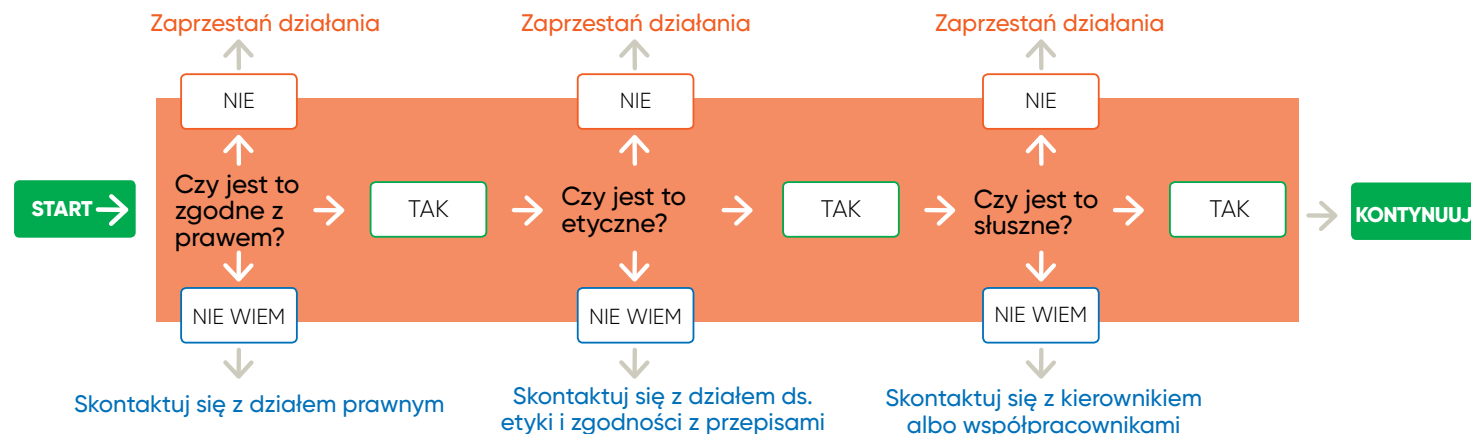 Zaprzestań działania
Zaprzestań działania
Zaprzestań działania
NIE
NIE
NIE
START
Czy jest to
zgodne z
prawem?
TAK
Czy jest to
etyczne?
TAK
Czy jest to
słuszne?
TAK
KONTYNUUJ
NIE WIEM
NIE WIEM
NIE WIEM
Skontaktuj się z działem prawnym
Skontaktuj się z działem ds.
etyki i zgodności z przepisami
Skontaktuj się z kierownikiem
albo współpracownikami